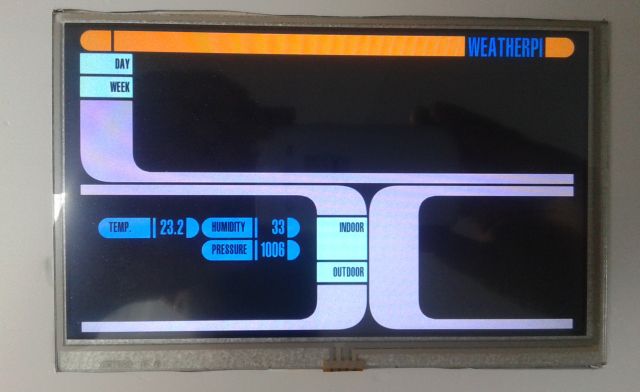 WEATHERPI
DAY
WEEK
TEMP. 23.2 HUMIDITY 33 INDOOR
PRESSURE 1006
OUTDOOR